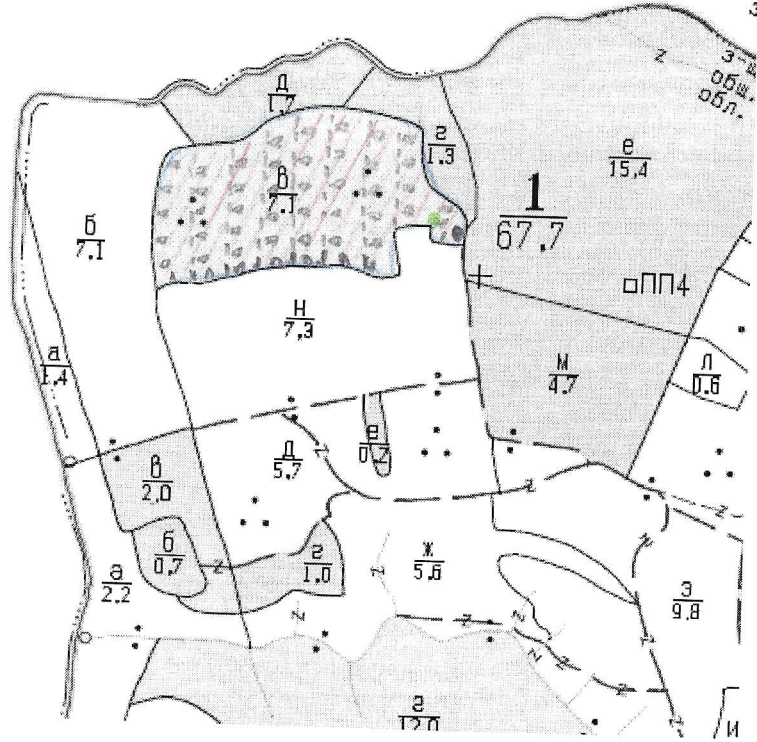 з-щ
общ.
обл.
z
д
1,7
г
1,3
е
15,4
в
7,1
1
67,7
б
7,1
ПП4
н
7,3
а
1,4
м
4,7
л
0,6
е
0,7
д
5,7
в
2,0
z
z
z
б
0,7
z
г
1,0
ж
5,6
z
z
а
2,2
z
z
z
з
9,8
z
z
z
z
z
z
г
12,0
и